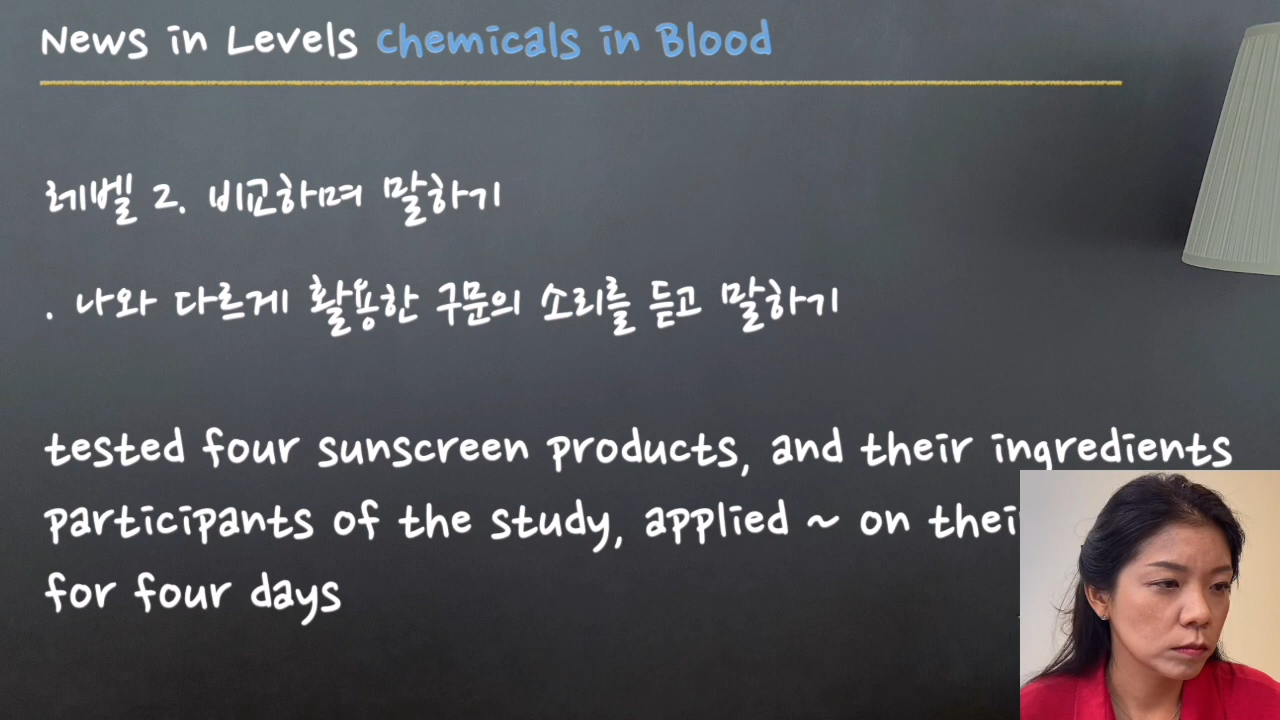 News in Levels Chemicals in Blood
레벨 2. 비교하며 말하기
. 나와 다르게 활용한 구문의 소리를 듣고 말하기
tested four sunscreen products, and their ingredients
participants of the study, applied ~ on
for four days